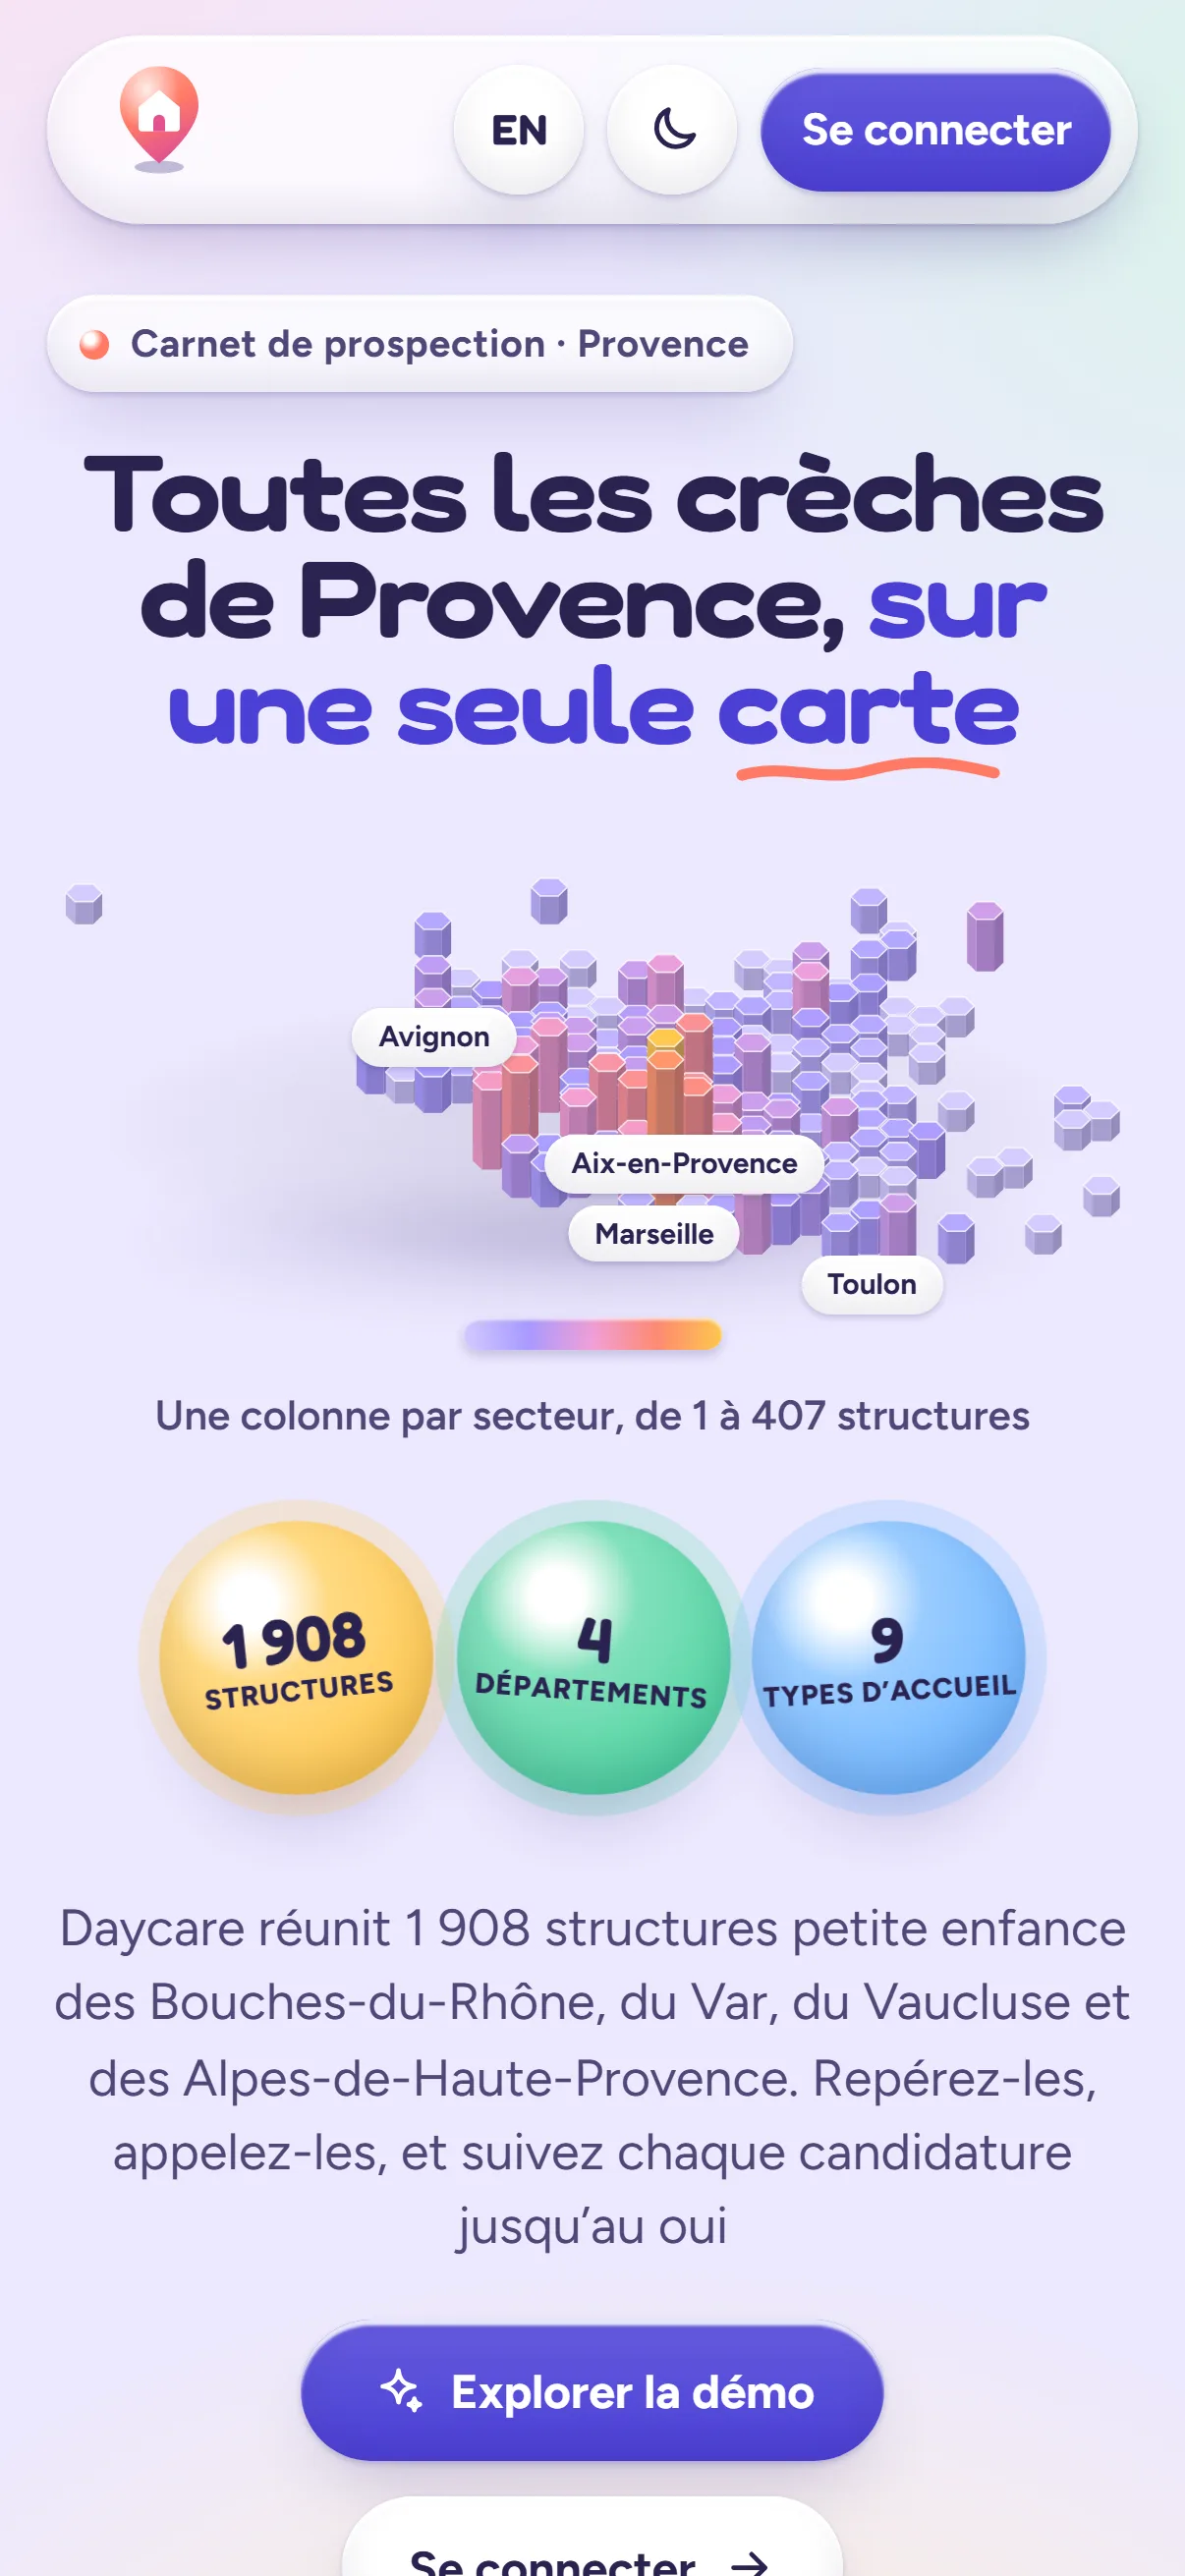 EN
Se connecter
Carnet de prospection · Provence
Toutes les crèches
de Provence, sur
une seule carte
Avignon
Aix-en-Provence
Marseille
Toulon
Une colonne par secteur, de 1 à 407 structures
1 908
STRUCTURES
4
DÉPARTEMENTS
9
TYPES D’ACCUEIL
Daycare réunit 1 908 structures petite enfance
des Bouches-du-Rhône, du Var, du Vaucluse et
des Alpes-de-Haute-Provence. Repérez-les,
appelez-les, et suivez chaque candidature
jusqu’au oui
Explorer la démo
Se connecter →